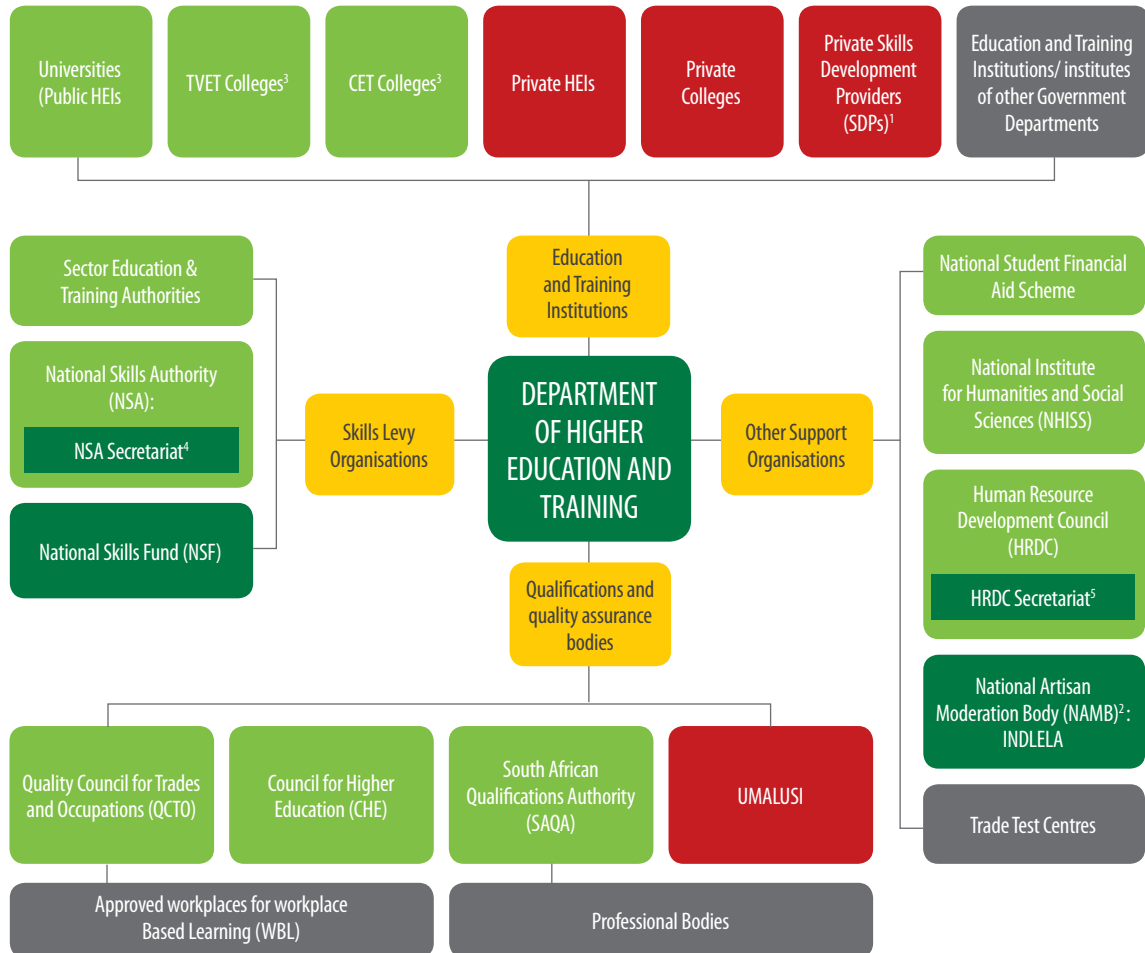 Universities
(Public HEIs
TVET Colleges³
CET Colleges³
Private HEIs
Private
Colleges
Private Skills
Development
Providers
(SDPs)¹
Education and Training
Institutions/ institutes
of other Government
Departments
Education
and Training
Institutions
Sector Education &
Training Authorities
National Skills Authority
(NSA):
NSA Secretariat⁴
National Skills Fund (NSF)
Skills Levy
Organisations
DEPARTMENT
OF HIGHER
EDUCATION AND
TRAINING
Other Support
Organisations
National Student Financial
Aid Scheme
National Institute
for Humanities and Social
Sciences (NHISS)
Human Resource
Development Council
(HRDC)
HRDC Secretariat⁵
National Artisan
Moderation Body (NAMB)² :
INDLELA
Trade Test Centres
Qualifications and
quality assurance
bodies
Quality Council for Trades
and Occupations (QCTO)
Council for Higher
Education (CHE)
South African
Qualifications Authority
(SAQA)
UMALUSI
Approved workplaces for workplace
Based Learning (WBL)
Professional Bodies